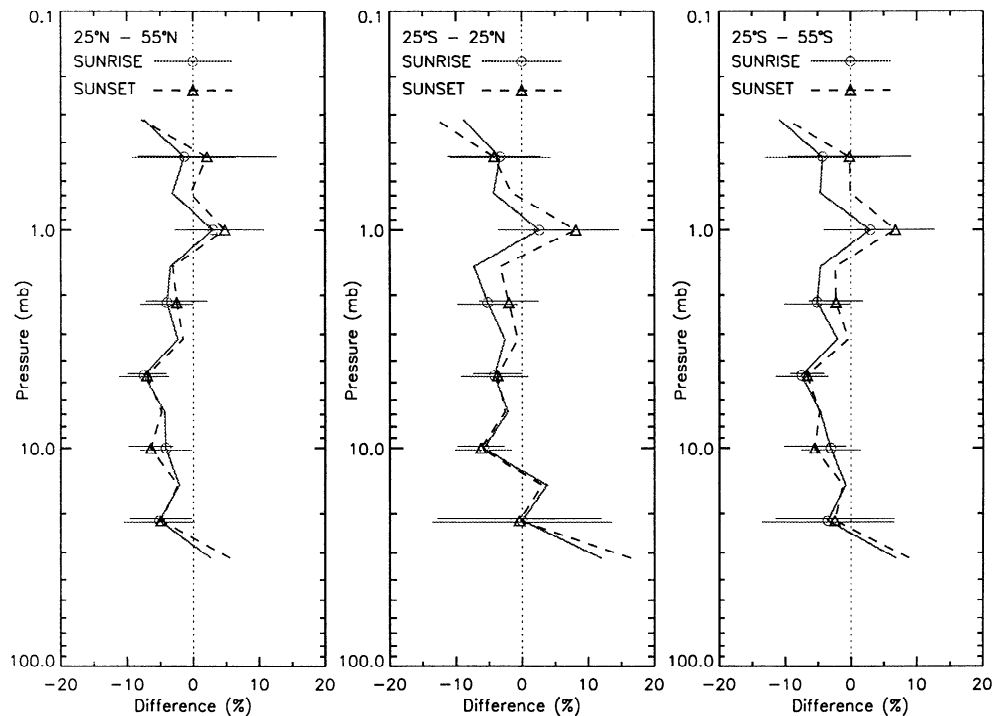 0.1
25°N – 55°N
SUNRISE
SUNSET
1.0
10.0
100.0
Pressure (mb)
−20 −10 0 10 20
Difference (%)
0.1
25°S – 25°N
SUNRISE
SUNSET
1.0
10.0
100.0
Pressure (mb)
−20 −10 0 10 20
Difference (%)
0.1
25°S – 55°S
SUNRISE
SUNSET
1.0
10.0
100.0
Pressure (mb)
−20 −10 0 10 20
Difference (%)